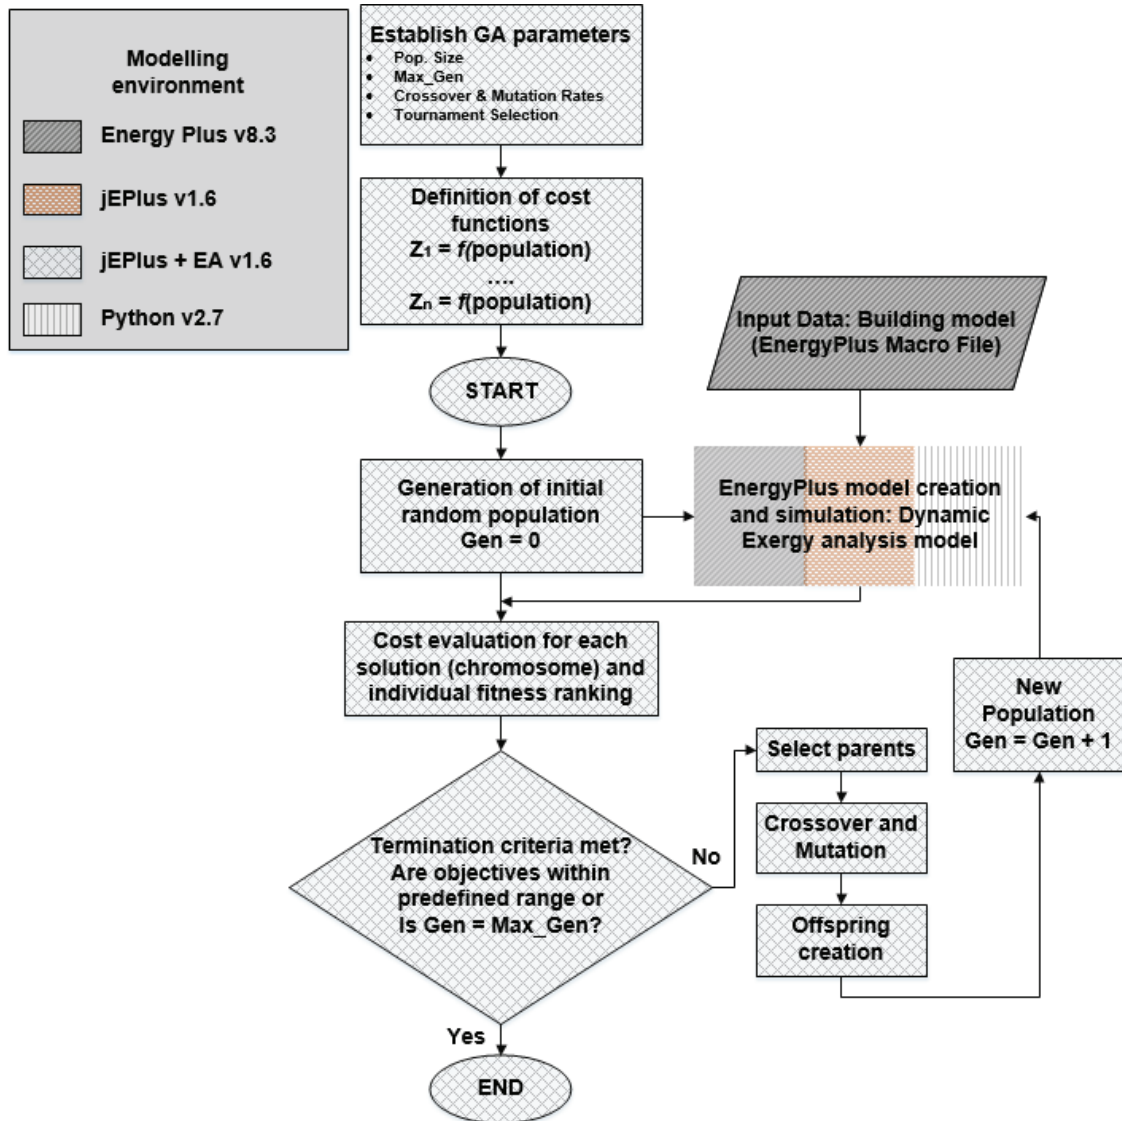 Modelling
environment
Energy Plus v8.3
jEPlus v1.6
jEPlus + EA v1.6
Python v2.7
Establish GA parameters
• Pop. Size
• Max_Gen
• Crossover & Mutation Rates
• Tournament Selection
Definition of cost
functions
Z₁ = f(population)
....
Zₙ = f(population)
START
Input Data: Building model
(EnergyPlus Macro File)
Generation of initial
random population
Gen = 0
EnergyPlus model creation
and simulation: Dynamic
Exergy analysis model
Cost evaluation for each
solution (chromosome) and
individual fitness ranking
Termination criteria met?
Are objectives within
predefined range or
Is Gen = Max_Gen?
No
Select parents
Crossover and
Mutation
Offspring
creation
New
Population
Gen = Gen + 1
Yes
END